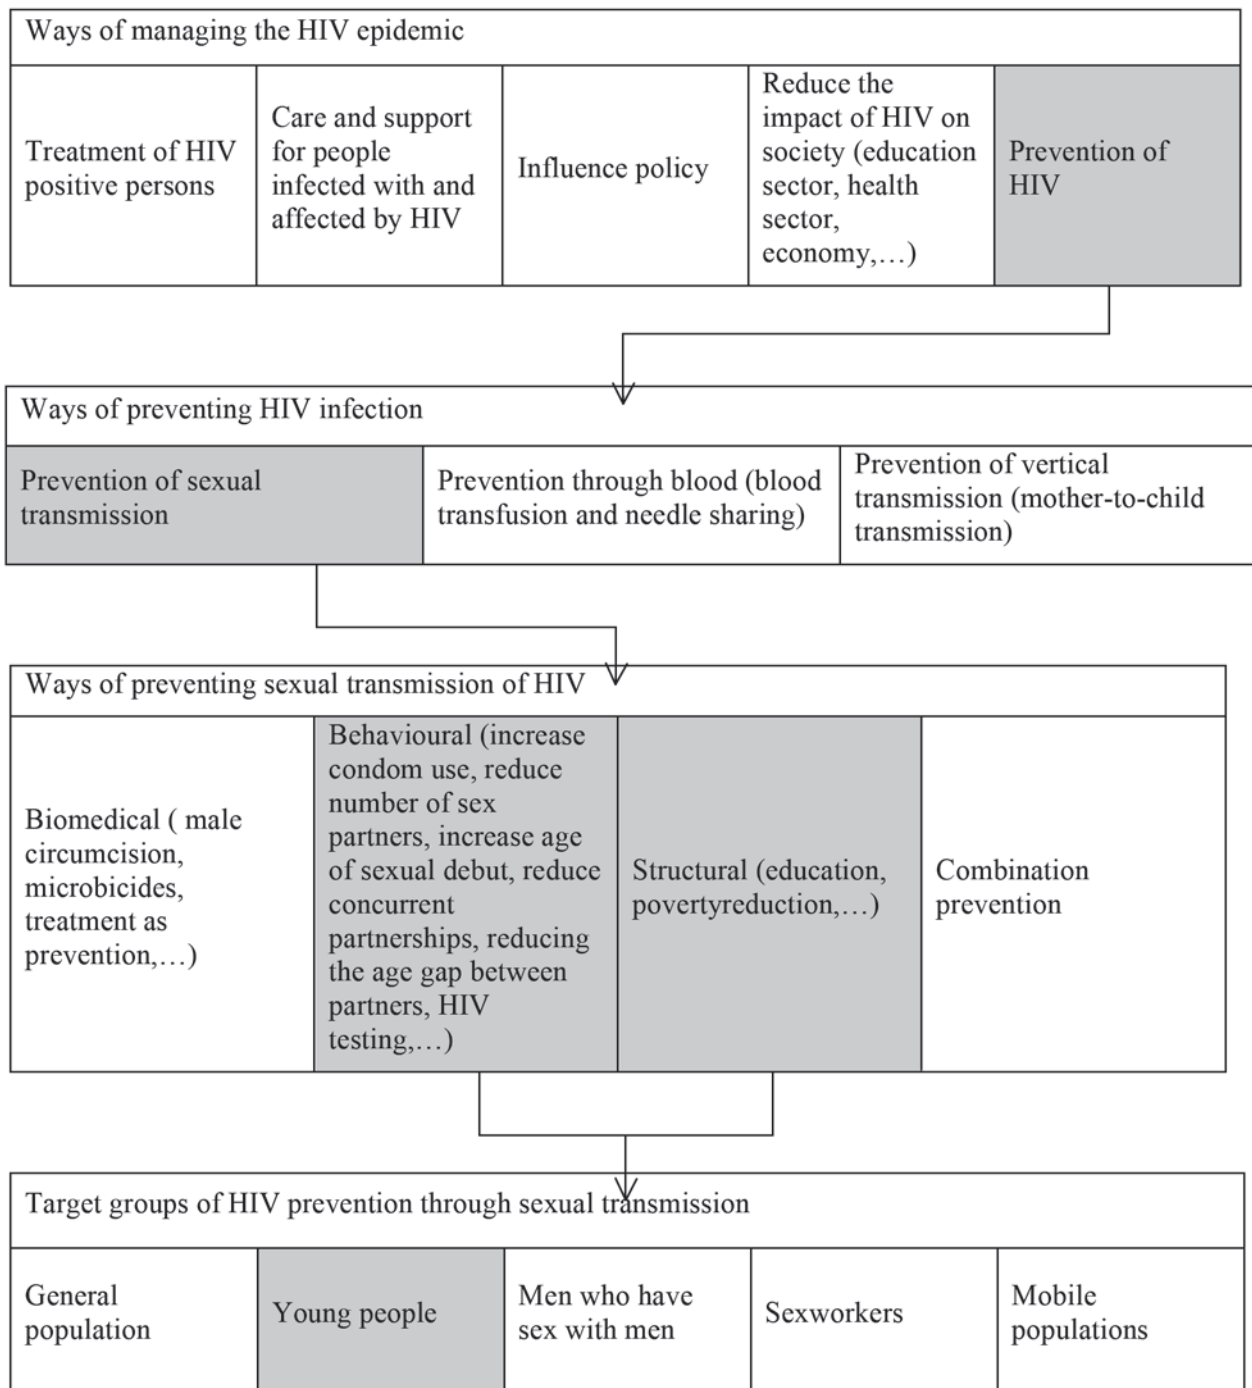 Ways of managing the HIV epidemic
Treatment of HIV
positive persons
Care and support
for people
infected with and
affected by HIV
Influence policy
Reduce the
impact of HIV on
society (education
sector, health
sector,
economy,…)
Prevention of
HIV
Ways of preventing HIV infection
Prevention of sexual
transmission
Prevention through blood (blood
transfusion and needle sharing)
Prevention of vertical
transmission (mother-to-child
transmission)
Ways of preventing sexual transmission of HIV
Biomedical ( male
circumcision,
microbicides,
treatment as
prevention,…)
Behavioural (increase
condom use, reduce
number of sex
partners, increase age
of sexual debut, reduce
concurrent
partnerships, reducing
the age gap between
partners, HIV
testing,…)
Structural (education,
povertyreduction,…)
Combination
prevention
Target groups of HIV prevention through sexual transmission
General
population
Young people
Men who have
sex with men
Sexworkers
Mobile
populations